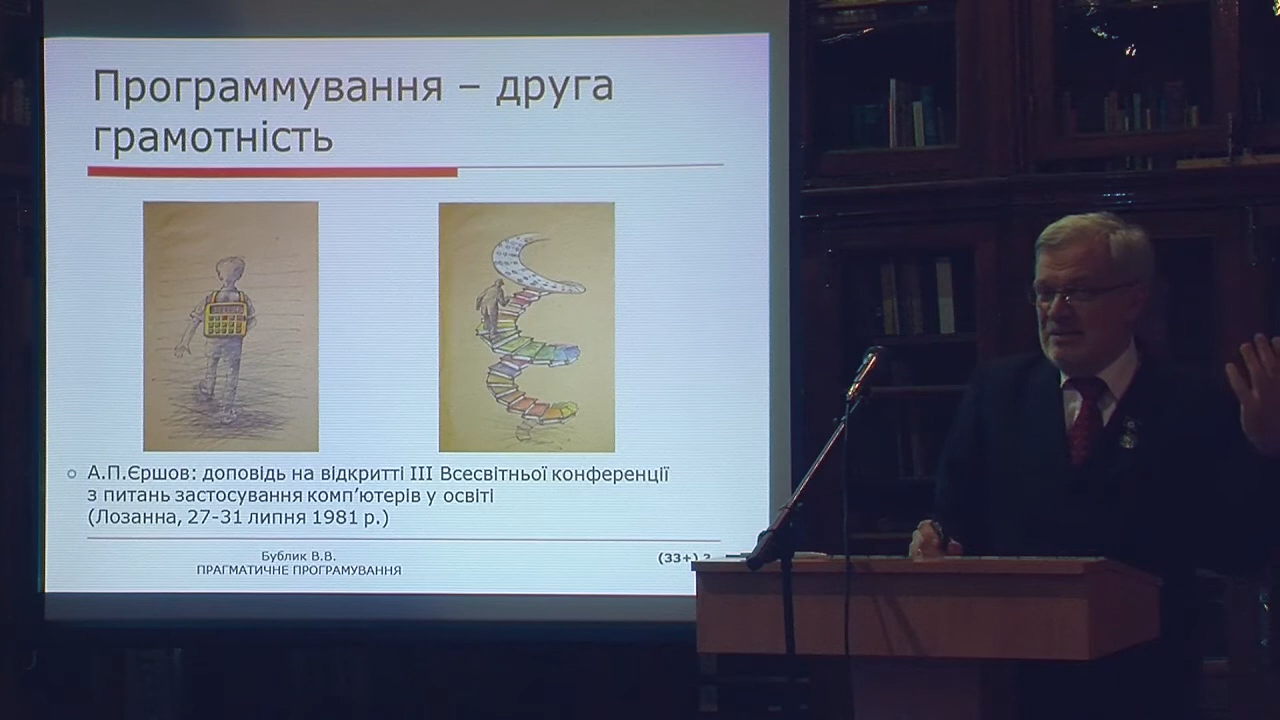 Программування – друга
грамотність
А.П.Єршов: доповідь на відкритті III Всесвітньої конференції
з питань застосування комп’ютерів у освіті
(Лозанна, 27-31 липня 1981 р.)
Бублик В.В.
ПРАГМАТИЧНЕ ПРОГРАМУВАННЯ
(33+)